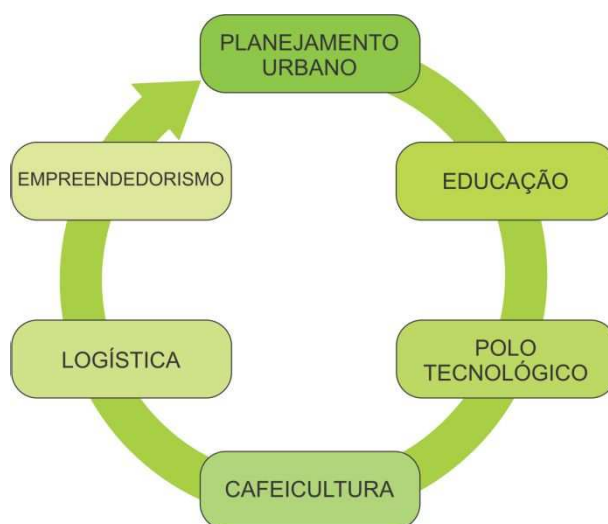 PLANEJAMENTO
URBANO
EDUCAÇÃO
POLO
TECNOLÓGICO
CAFEICULTURA
LOGÍSTICA
EMPREENDEDORISMO